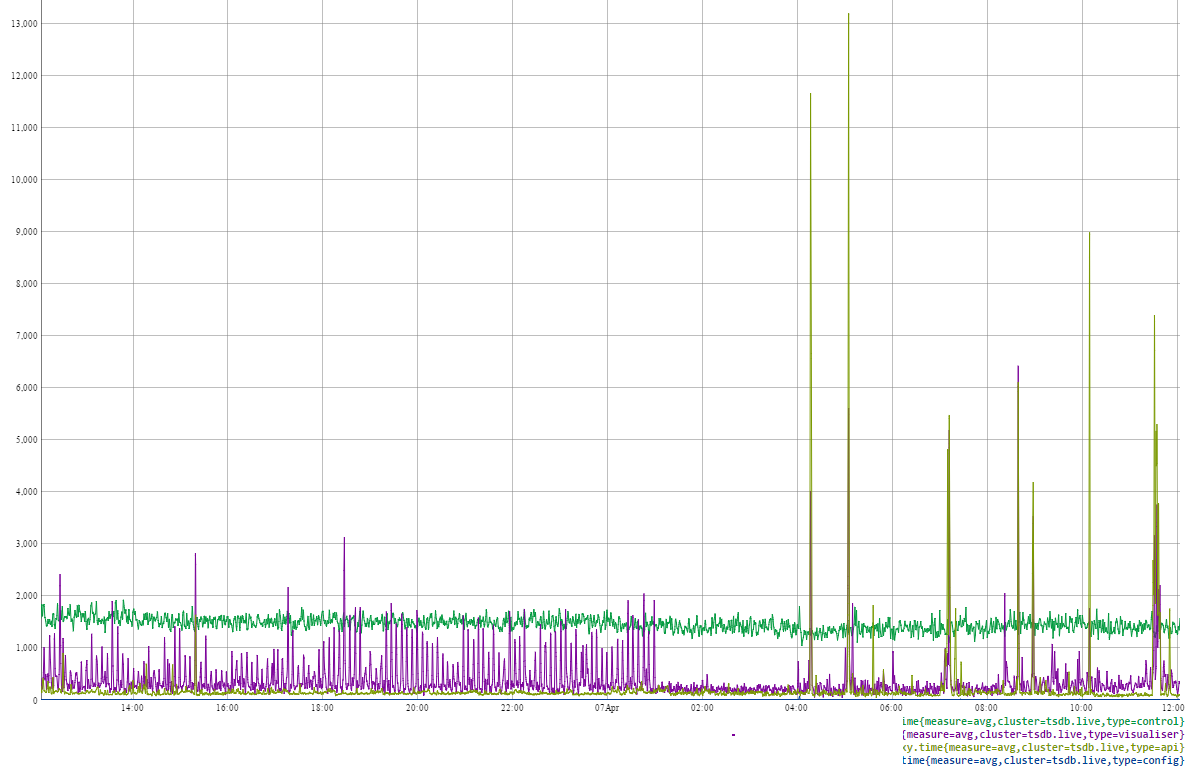 13,000
12,000
11,000
10,000
9,000
8,000
7,000
6,000
5,000
4,000
3,000
2,000
1,000
0
14:00 16:00 18:00 20:00 22:00 07Apr 02:00 04:00 06:00 08:00 10:00 12:00
ime{measure=avg,cluster=tsdb.live,type=control}
{measure=avg,cluster=tsdb.live,type=visualiser}
xy.time{measure=avg,cluster=tsdb.live,type=api}
time{measure=avg,cluster=tsdb.live,type=config}